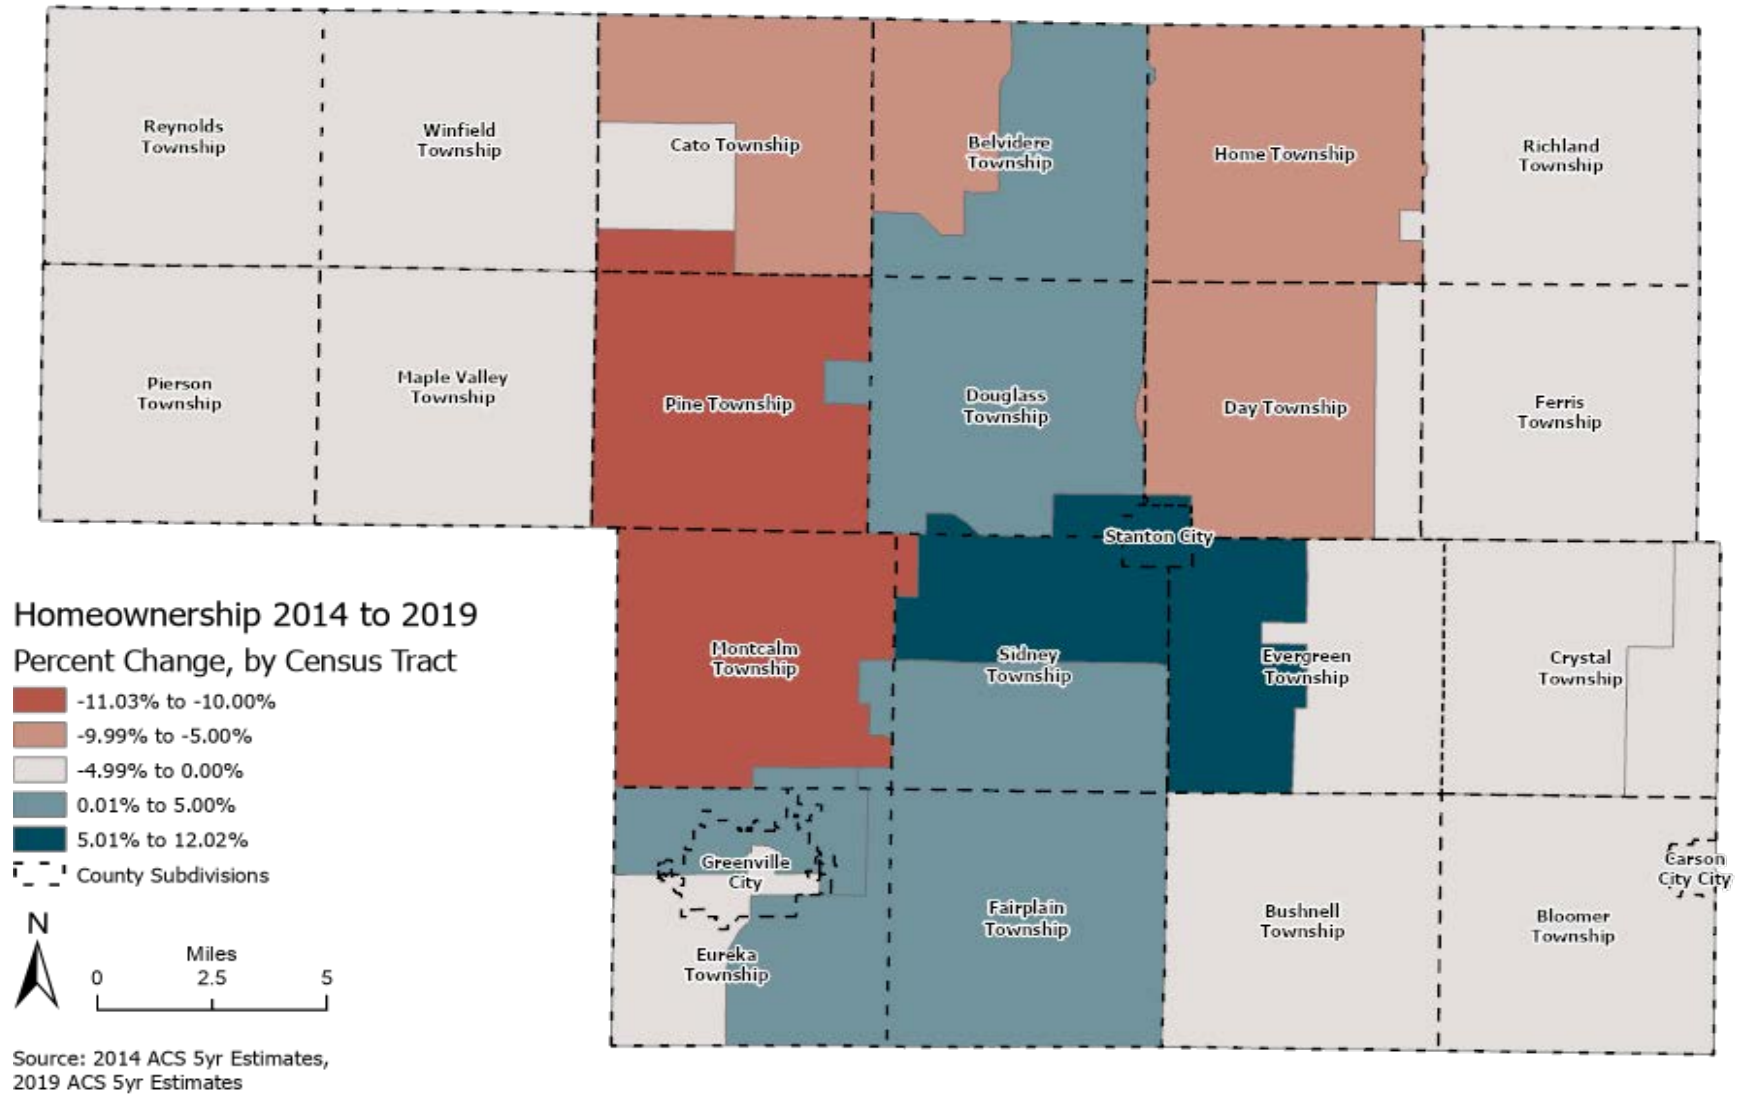 Reynolds
Township
Winfield
Township
Cato Township
Belvidere
Township
Home Township
Richland
Township
Pierson
Township
Maple Valley
Township
Pine Township
Douglass
Township
Day Township
Ferris
Township
Stanton City
Montcalm
Township
Sidney
Township
Evergreen
Township
Crystal
Township
Greenville
City
Eureka
Township
Fairplain
Township
Bushnell
Township
Bloomer
Township
Carson
City City
Homeownership 2014 to 2019
Percent Change, by Census Tract
-11.03% to -10.00%
-9.99% to -5.00%
-4.99% to 0.00%
0.01% to 5.00%
5.01% to 12.02%
County Subdivisions
N
Miles
0 2.5 5
Source: 2014 ACS 5yr Estimates,
2019 ACS 5yr Estimates